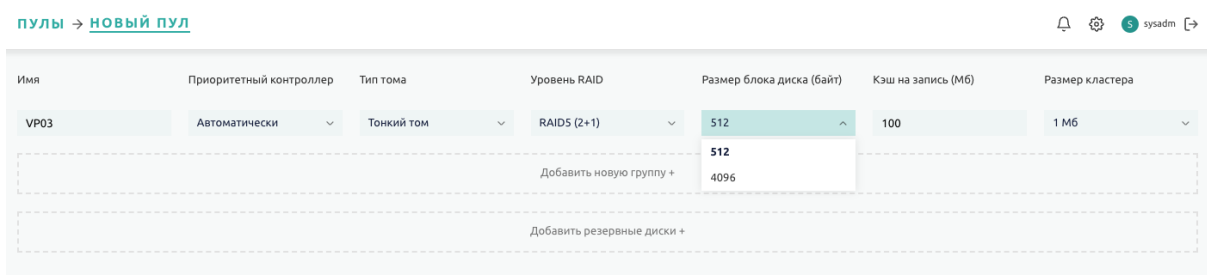 ПУЛЫ → НОВЫЙ ПУЛ
S sysadm
Имя Приоритетный контроллер Тип тома Уровень RAID Размер блока диска (байт) Кэш на запись (Мб) Размер кластера
VP03 Автоматически Тонкий том RAID5 (2+1) 512 100 1 Мб
512
4096
Добавить новую группу +
Добавить резервные диски +